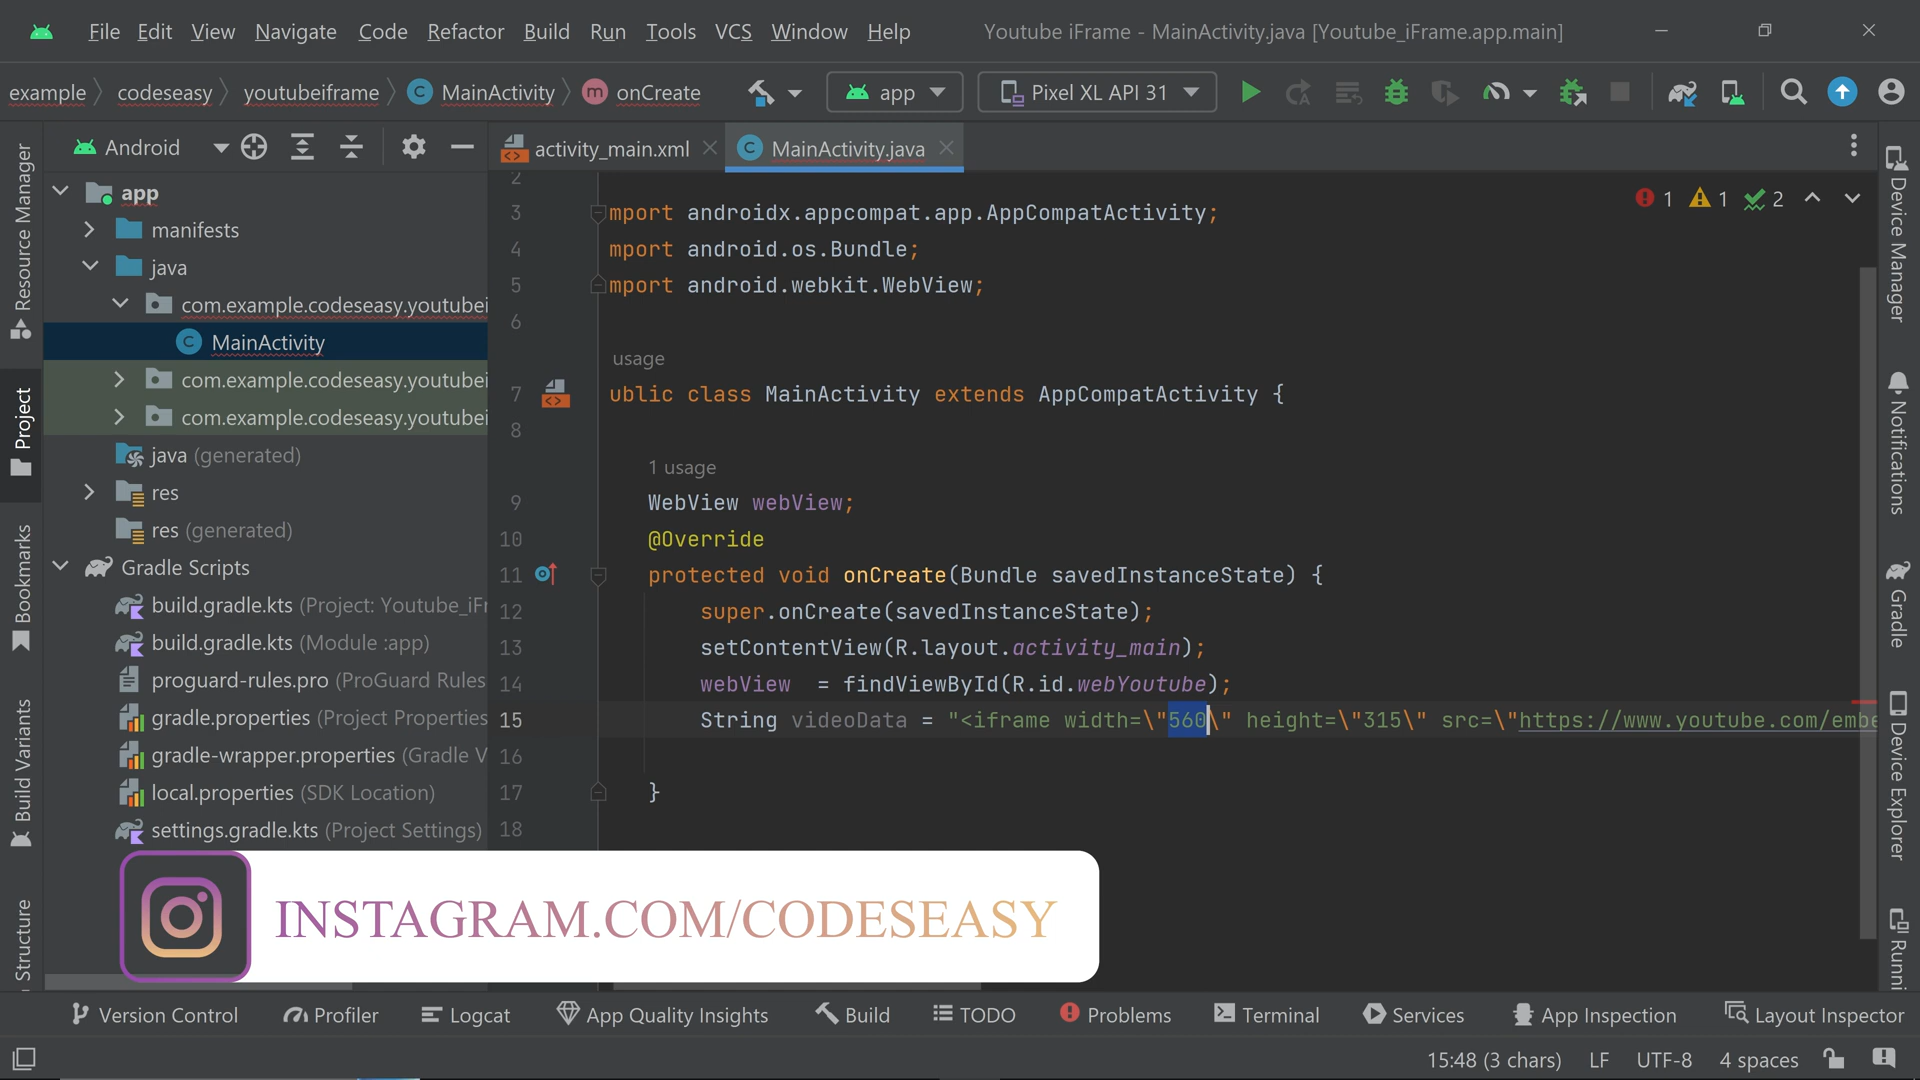 File Edit View Navigate Code Refactor Build Run Tools VCS Window Help Youtube iFrame - MainActivity.java [Youtube_iFrame.app.main]
example codeseasy youtubeiframe MainActivity onCreate app Pixel XL API 31
Android
activity_main.xml
MainActivity.java
Resource Manager
Project
Bookmarks
Build Variants
Structure
app
manifests
java
com.example.codeseasy.youtubei
MainActivity
com.example.codeseasy.youtubei
com.example.codeseasy.youtubei
java (generated)
res
res (generated)
Gradle Scripts
build.gradle.kts (Project: Youtube_iFr
build.gradle.kts (Module :app)
proguard-rules.pro (ProGuard Rules
gradle.properties (Project Properties
gradle-wrapper.properties (Gradle V
local.properties (SDK Location)
settings.gradle.kts (Project Settings)
1 1 2
2
3 mport androidx.appcompat.app.AppCompatActivity;
4 mport android.os.Bundle;
5 mport android.webkit.WebView;
6
usage
7 ublic class MainActivity extends AppCompatActivity {
8
1 usage
9 WebView webView;
10 @Override
11 protected void onCreate(Bundle savedInstanceState) {
12 super.onCreate(savedInstanceState);
13 setContentView(R.layout.activity_main);
14 webView = findViewById(R.id.webYoutube);
15 String videoData = "<iframe width=\"560\" height=\"315\" src=\"https://www.youtube.com/embe
16
17 }
18
Device Manager
Notifications
Gradle
Device Explorer
Runni
INSTAGRAM.COM/CODESEASY
Version Control Profiler Logcat App Quality Insights Build TODO Problems Terminal Services App Inspection Layout Inspector
15:48 (3 chars) LF UTF-8 4 spaces